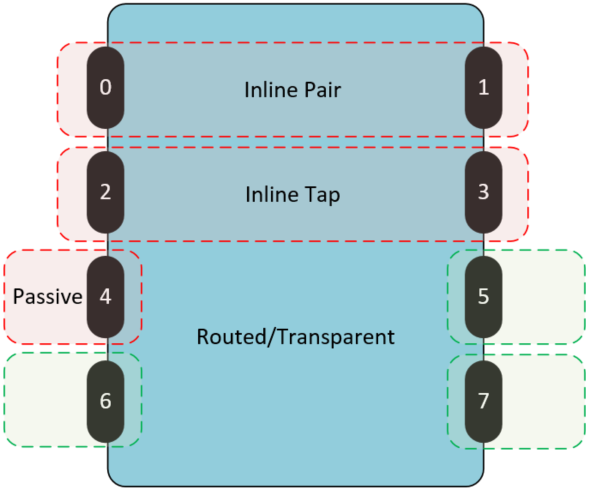 0 Inline Pair 1
2 Inline Tap 3
Passive 4 5
Routed/Transparent
6 7